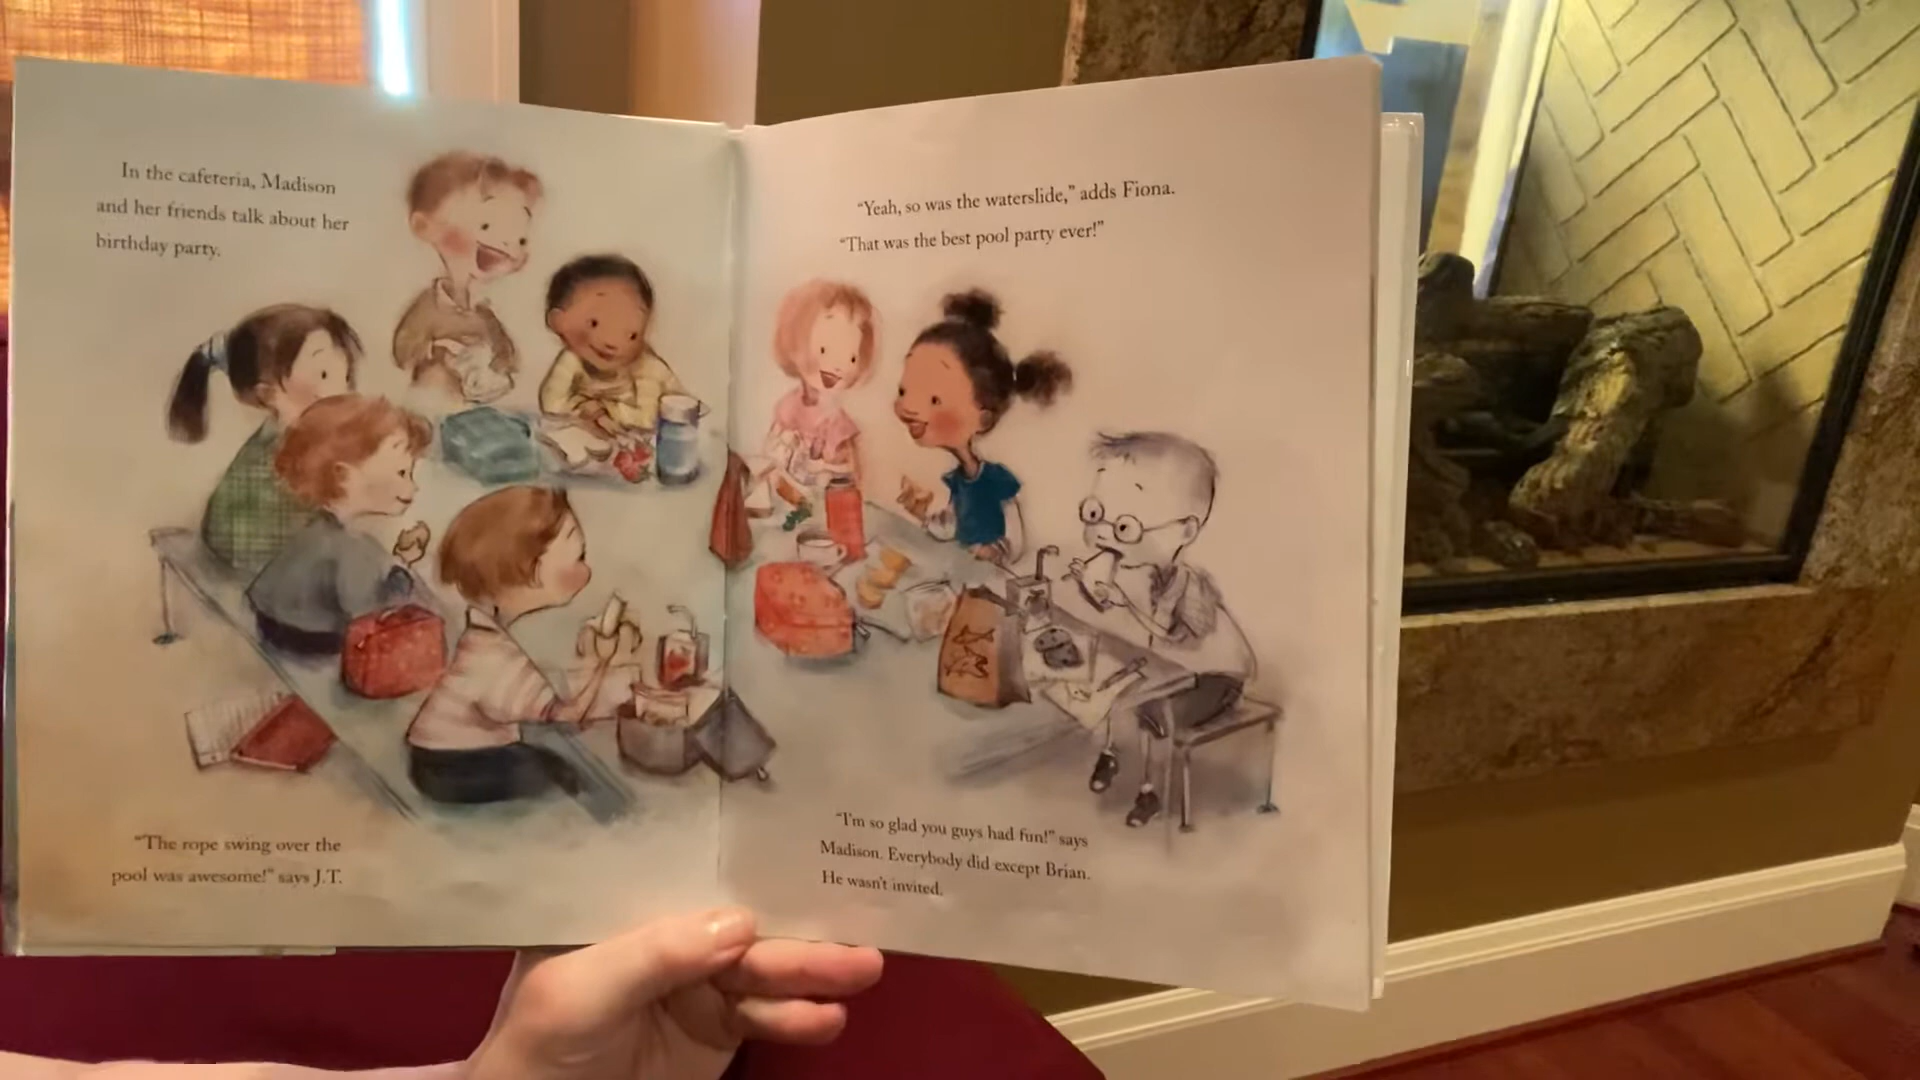 In the cafeteria, Madison
and her friends talk about her
birthday party.
“The rope swing over the
pool was awesome!” says J.T.
“Yeah, so was the waterslide,” adds Fiona.
“That was the best pool party ever!”
“I’m so glad you guys had fun!” says
Madison. Everybody did except Brian.
He wasn’t invited.